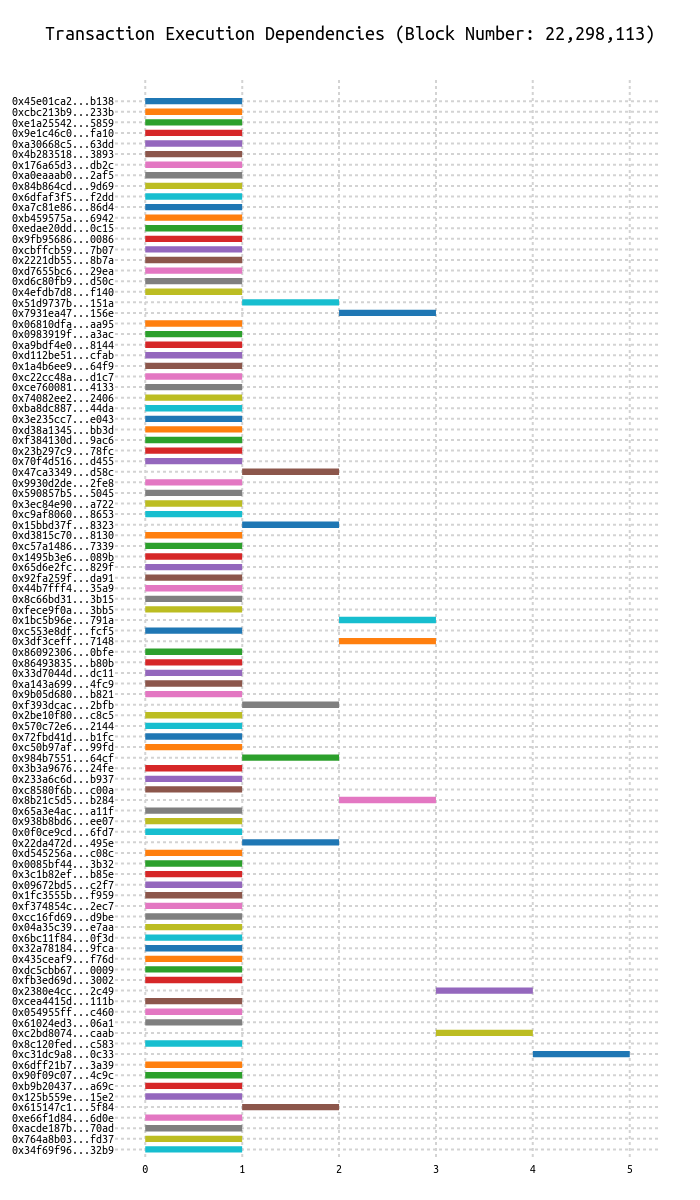 Transaction Execution Dependencies (Block Number: 22,298,113)
0x45e01ca2...b138
0xcbc213b9...233b
0xe1a25542...5859
0x9e1c46c0...fa10
0xa30668c5...63dd
0x4b283518...3893
0x176a65d3...db2c
0xa0eaaab0...2af5
0x84b864cd...9d69
0x6dfaf3f5...f2dd
0xa7c81e86...86d4
0xb459575a...6942
0xedae20dd...0c15
0x9fb95686...0086
0xcbffcb59...7b07
0x2221db55...8b7a
0xd7655bc6...29ea
0xd6c80fb9...d50c
0x4efdb7d8...f140
0x51d9737b...151a
0x7931ea47...156e
0x06810dfa...aa95
0x0983919f...a3ac
0xa9bdf4e0...8144
0xd112be51...cfab
0x1a4b6ee9...64f9
0xc22cc48a...d1c7
0xce760081...4133
0x74082ee2...2406
0xba8dc887...44da
0x3e235cc7...e043
0xd38a1345...bb3d
0xf384130d...9ac6
0x23b297c9...78fc
0x70f4d516...d455
0x47ca3349...d58c
0x9930d2de...2fe8
0x590857b5...5045
0x3ec84e90...a722
0xc9af8060...8653
0x15bbd37f...8323
0xd3815c70...8130
0xc57a1486...7339
0x1495b3e6...089b
0x65d6e2fc...829f
0x92fa259f...da91
0x44b7fff4...35a9
0x8c66bd31...3b15
0xfece9f0a...3bb5
0x1bc5b96e...791a
0xc553e8df...fcf5
0x3df3ceff...7148
0x86092306...0bfe
0x86493835...b80b
0x33d7044d...dc11
0xa143a699...4fc9
0x9b05d680...b821
0xf393dcac...2bfb
0x2be10f80...c8c5
0x570c72e6...2144
0x72fbd41d...b1fc
0xc50b97af...99fd
0x984b7551...64cf
0x3b3a9676...24fe
0x233a6c6d...b937
0xc8580f6b...c00a
0x8b21c5d5...b284
0x65a3e4ac...a11f
0x938b8bd6...ee07
0x0f0ce9cd...6fd7
0x22da472d...495e
0xd545256a...c08c
0x0085bf44...3b32
0x3c1b82ef...b85e
0x09672bd5...c2f7
0x1fc3555b...f959
0xf374854c...2ec7
0xcc16fd69...d9be
0x04a35c39...e7aa
0x6bc11f84...0f3d
0x32a78184...9fca
0x435ceaf9...f76d
0xdc5cbb67...0009
0xfb3ed69d...3002
0x2380e4cc...2c49
0xcea4415d...111b
0x054955ff...c460
0x61024ed3...06a1
0xc2bd8074...caab
0x8c120fed...c583
0xc31dc9a8...0c33
0x6dff21b7...3a39
0x90f09c07...4c9c
0xb9b20437...a69c
0x125b559e...15e2
0x615147c1...5f84
0xe66f1d84...6d0e
0xacde187b...70ad
0x764a8b03...fd37
0x34f69f96...32b9
0 1 2 3 4 5